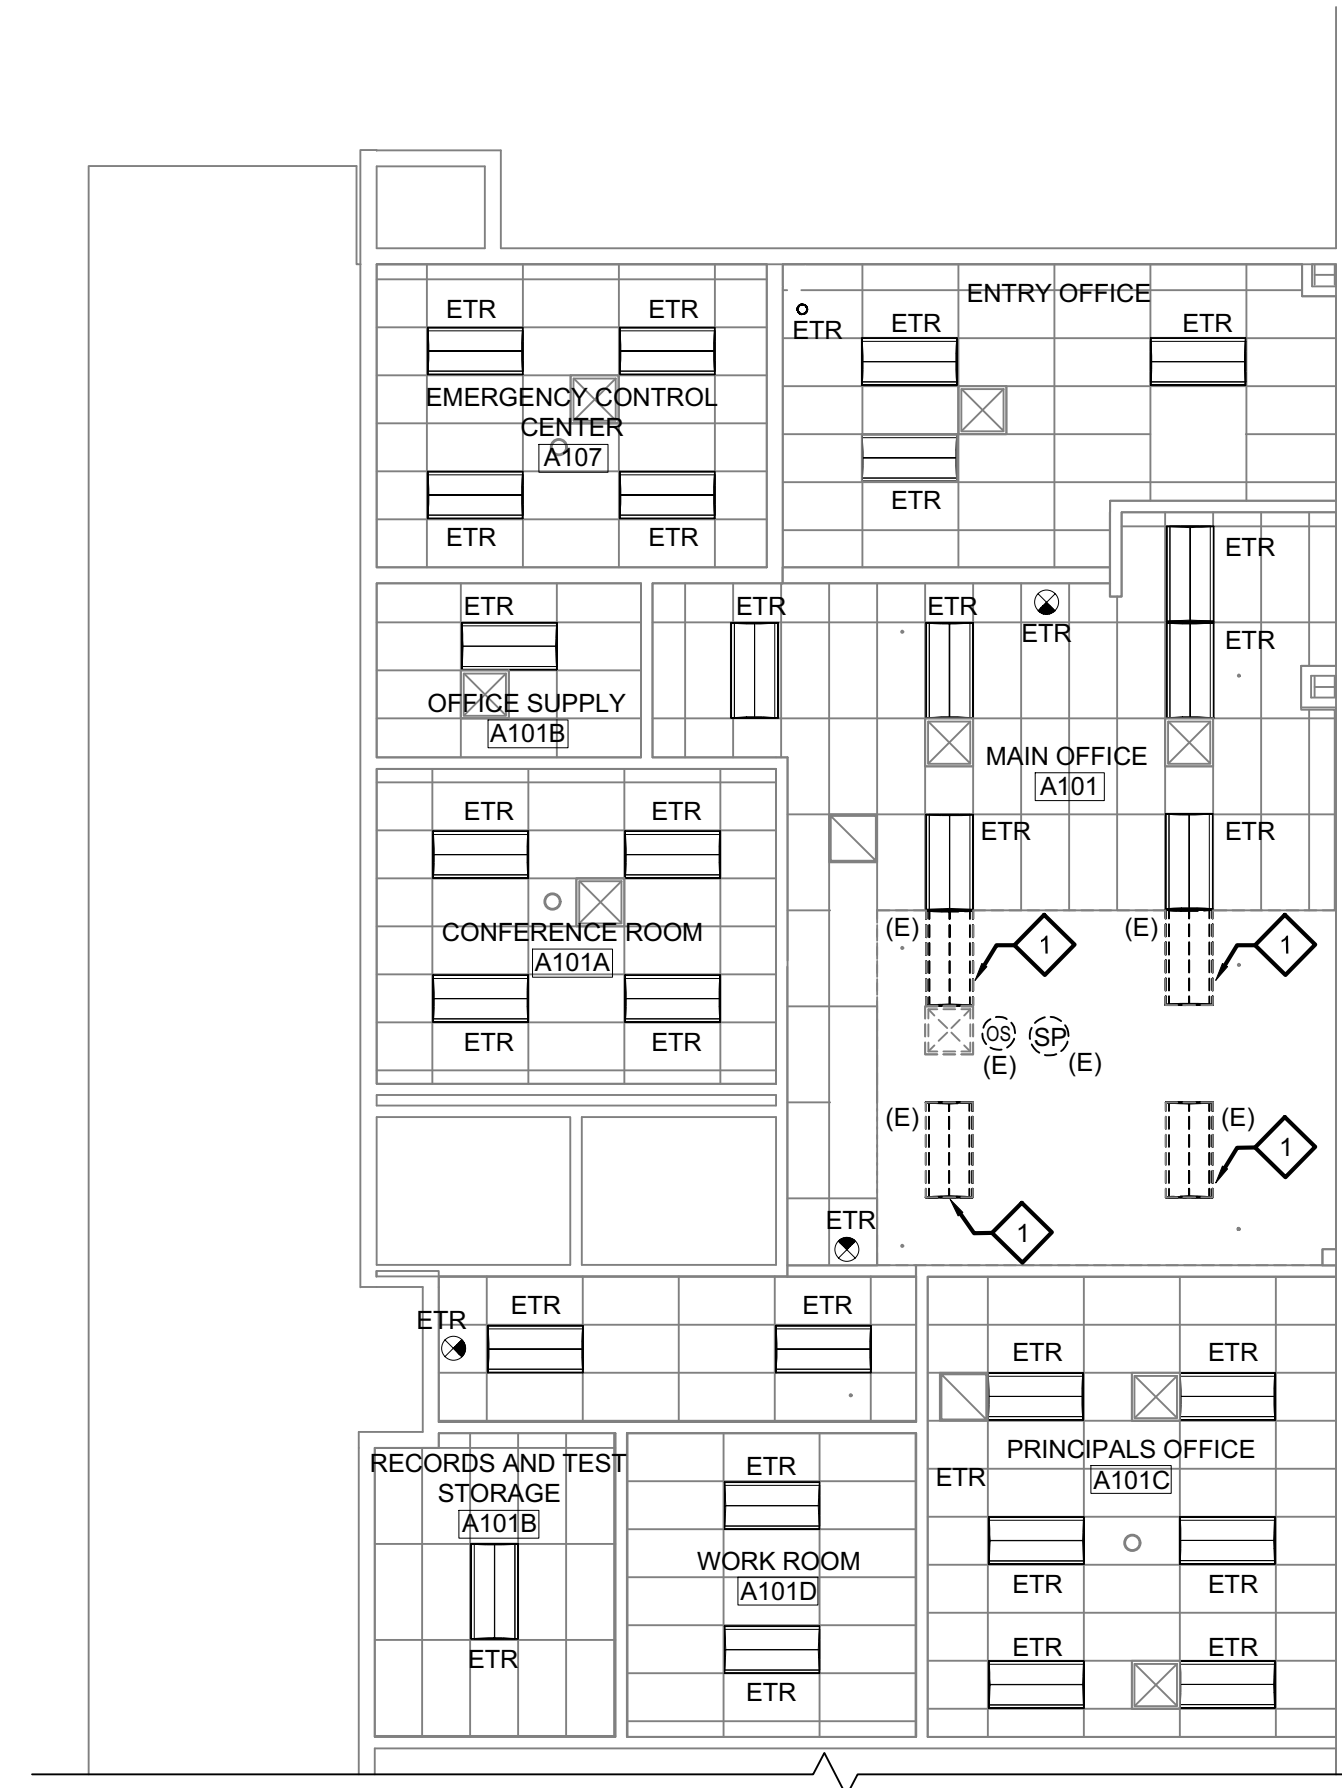 ETR
ETR
EMERGENCY CONTROL
CENTER
A107
ETR
ETR
ENTRY OFFICE
ETR
ETR
ETR
ETR
ETR
OFFICE SUPPLY
A101B
ETR
ETR
ETR
ETR
ETR
MAIN OFFICE
A101
ETR
ETR
ETR
ETR
CONFERENCE ROOM
A101A
ETR
ETR
(E)
1
(E)
1
OS
(E)
SP
(E)
(E)
1
(E)
1
ETR
ETR
ETR
ETR
RECORDS AND TEST
STORAGE
A101B
ETR
ETR
WORK ROOM
A101D
ETR
ETR
ETR
PRINCIPALS OFFICE
A101C
ETR
ETR
ETR
ETR
ETR